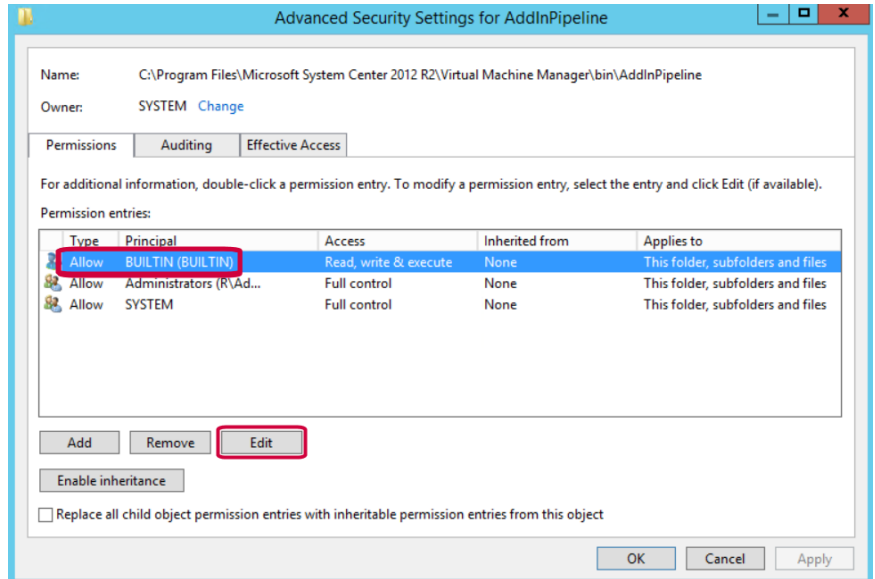 Advanced Security Settings for AddInPipeline
Name: C:\Program Files\Microsoft System Center 2012 R2\Virtual Machine Manager\bin\AddInPipeline
Owner: SYSTEM Change
Permissions Auditing Effective Access
For additional information, double-click a permission entry. To modify a permission entry, select the entry and click Edit (if available).
Permission entries:
Type Principal Access Inherited from Applies to
Allow BUILTIN (BUILTIN) Read, write & execute None This folder, subfolders and files
Allow Administrators (R\Ad... Full control None This folder, subfolders and files
Allow SYSTEM Full control None This folder, subfolders and files
Add Remove Edit
Enable inheritance
Replace all child object permission entries with inheritable permission entries from this object
OK Cancel Apply